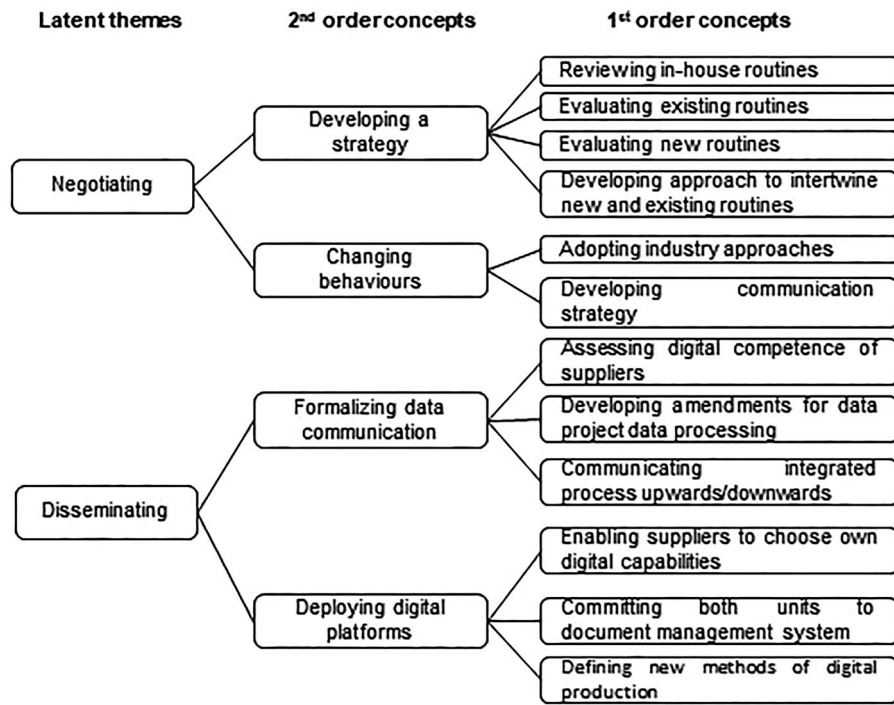 Latent themes
2nd order concepts
1st order concepts
Negotiating
Developing a
strategy
Reviewing in-house routines
Evaluating existing routines
Evaluating new routines
Developing approach to intertwine
new and existing routines
Changing
behaviours
Adopting industry approaches
Developing communication
strategy
Disseminating
Formalizing data
communication
Assessing digital competence of
suppliers
Developing amendments for data
project data processing
Communicating integrated
process upwards/downwards
Deploying digital
platforms
Enabling suppliers to choose own
digital capabilities
Committing both units to
document management system
Defining new methods of digital
production